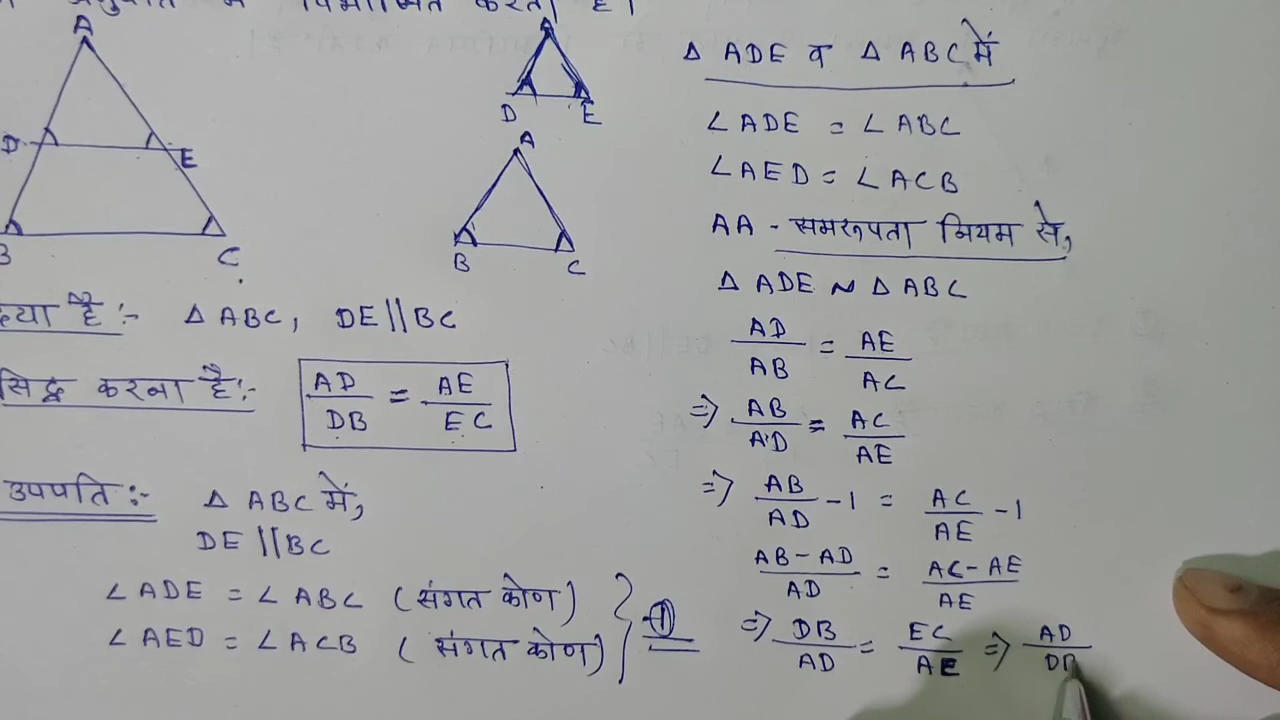 अनुपात में विभाजित करती है।
A
D
E
B
C
A
D
E
A
B
C
दिया है :- Δ ABC, DE||BC
सिद्ध करना है :- AD/DB = AE/EC
उपपति :- Δ ABC में,
DE||BC
∠ADE = ∠ABC (संगत कोण)
∠AED = ∠ACB (संगत कोण) } -①
Δ ADE व Δ ABC में
∠ADE = ∠ABC
∠AED = ∠ACB
AA - समरूपता नियम से,
Δ ADE ~ Δ ABC
AD/AB = AE/AC
=> AB/AD = AC/AE
=> AB/AD - 1 = AC/AE - 1
AB - AD/AD = AC - AE/AE
=> DB/AD = EC/AE => AD/DB